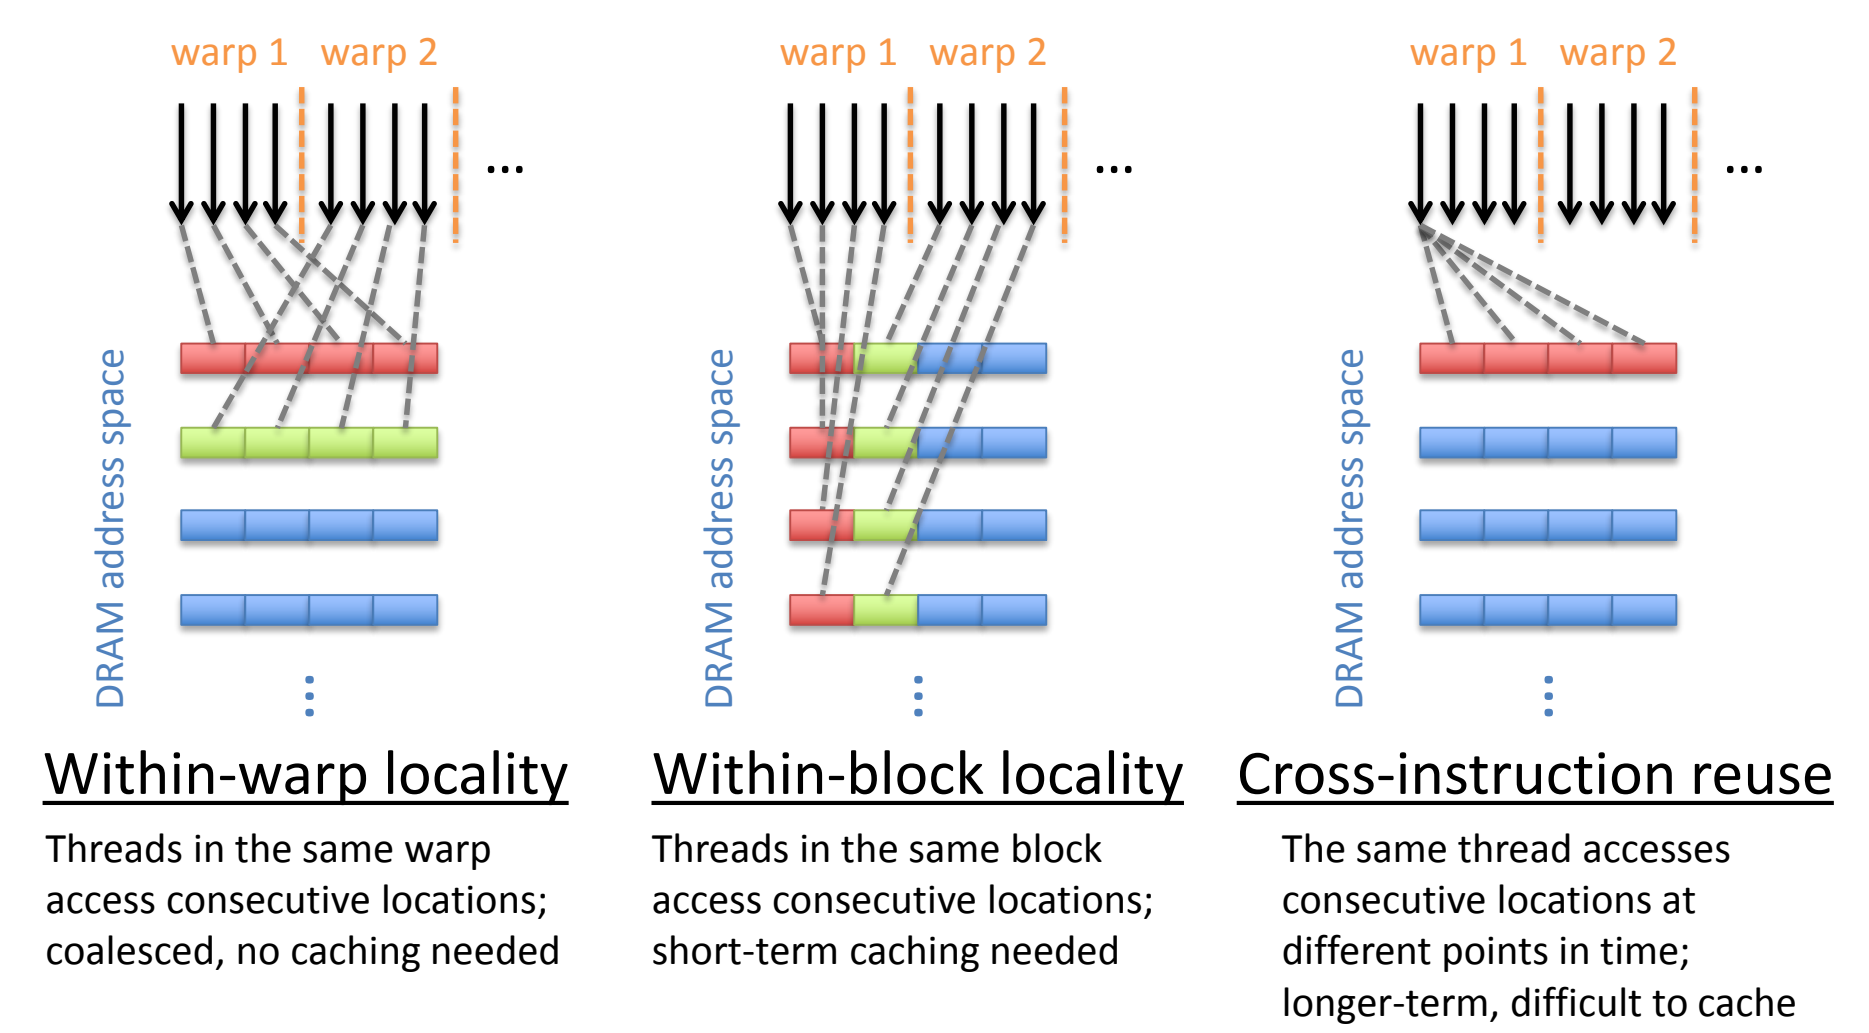 warp 1 warp 2
...
DRAM address space
...
Within-warp locality
Threads in the same warp
access consecutive locations;
coalesced, no caching needed
warp 1 warp 2
...
DRAM address space
...
Within-block locality
Threads in the same block
access consecutive locations;
short-term caching needed
warp 1 warp 2
...
DRAM address space
...
Cross-instruction reuse
The same thread accesses
consecutive locations at
different points in time;
longer-term, difficult to cache